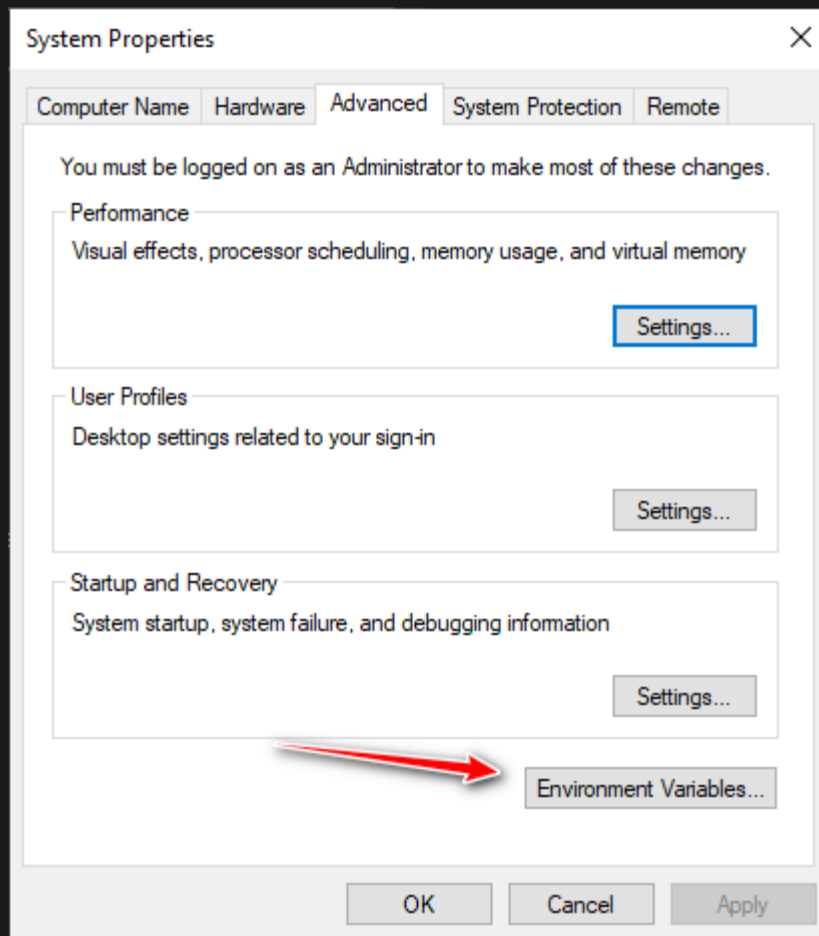 System Properties
Computer Name Hardware Advanced System Protection Remote
You must be logged on as an Administrator to make most of these changes.
Performance
Visual effects, processor scheduling, memory usage, and virtual memory
Settings...
User Profiles
Desktop settings related to your sign-in
Settings...
Startup and Recovery
System startup, system failure, and debugging information
Settings...
Environment Variables...
OK Cancel Apply